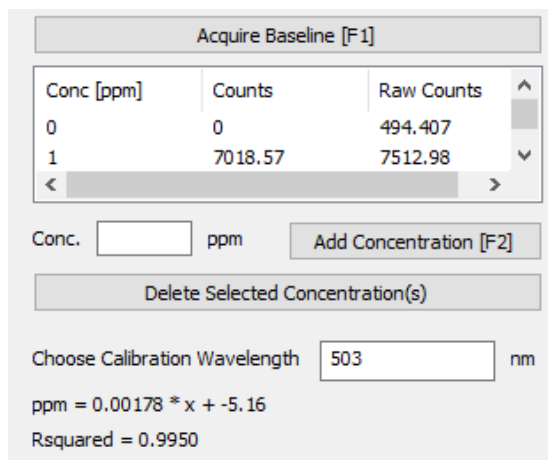 Acquire Baseline [F1]
Conc [ppm] Counts Raw Counts
0 0 494.407
1 7018.57 7512.98
Conc. ppm Add Concentration [F2]
Delete Selected Concentration(s)
Choose Calibration Wavelength 503 nm
ppm = 0.00178 * x + -5.16
Rsquared = 0.9950